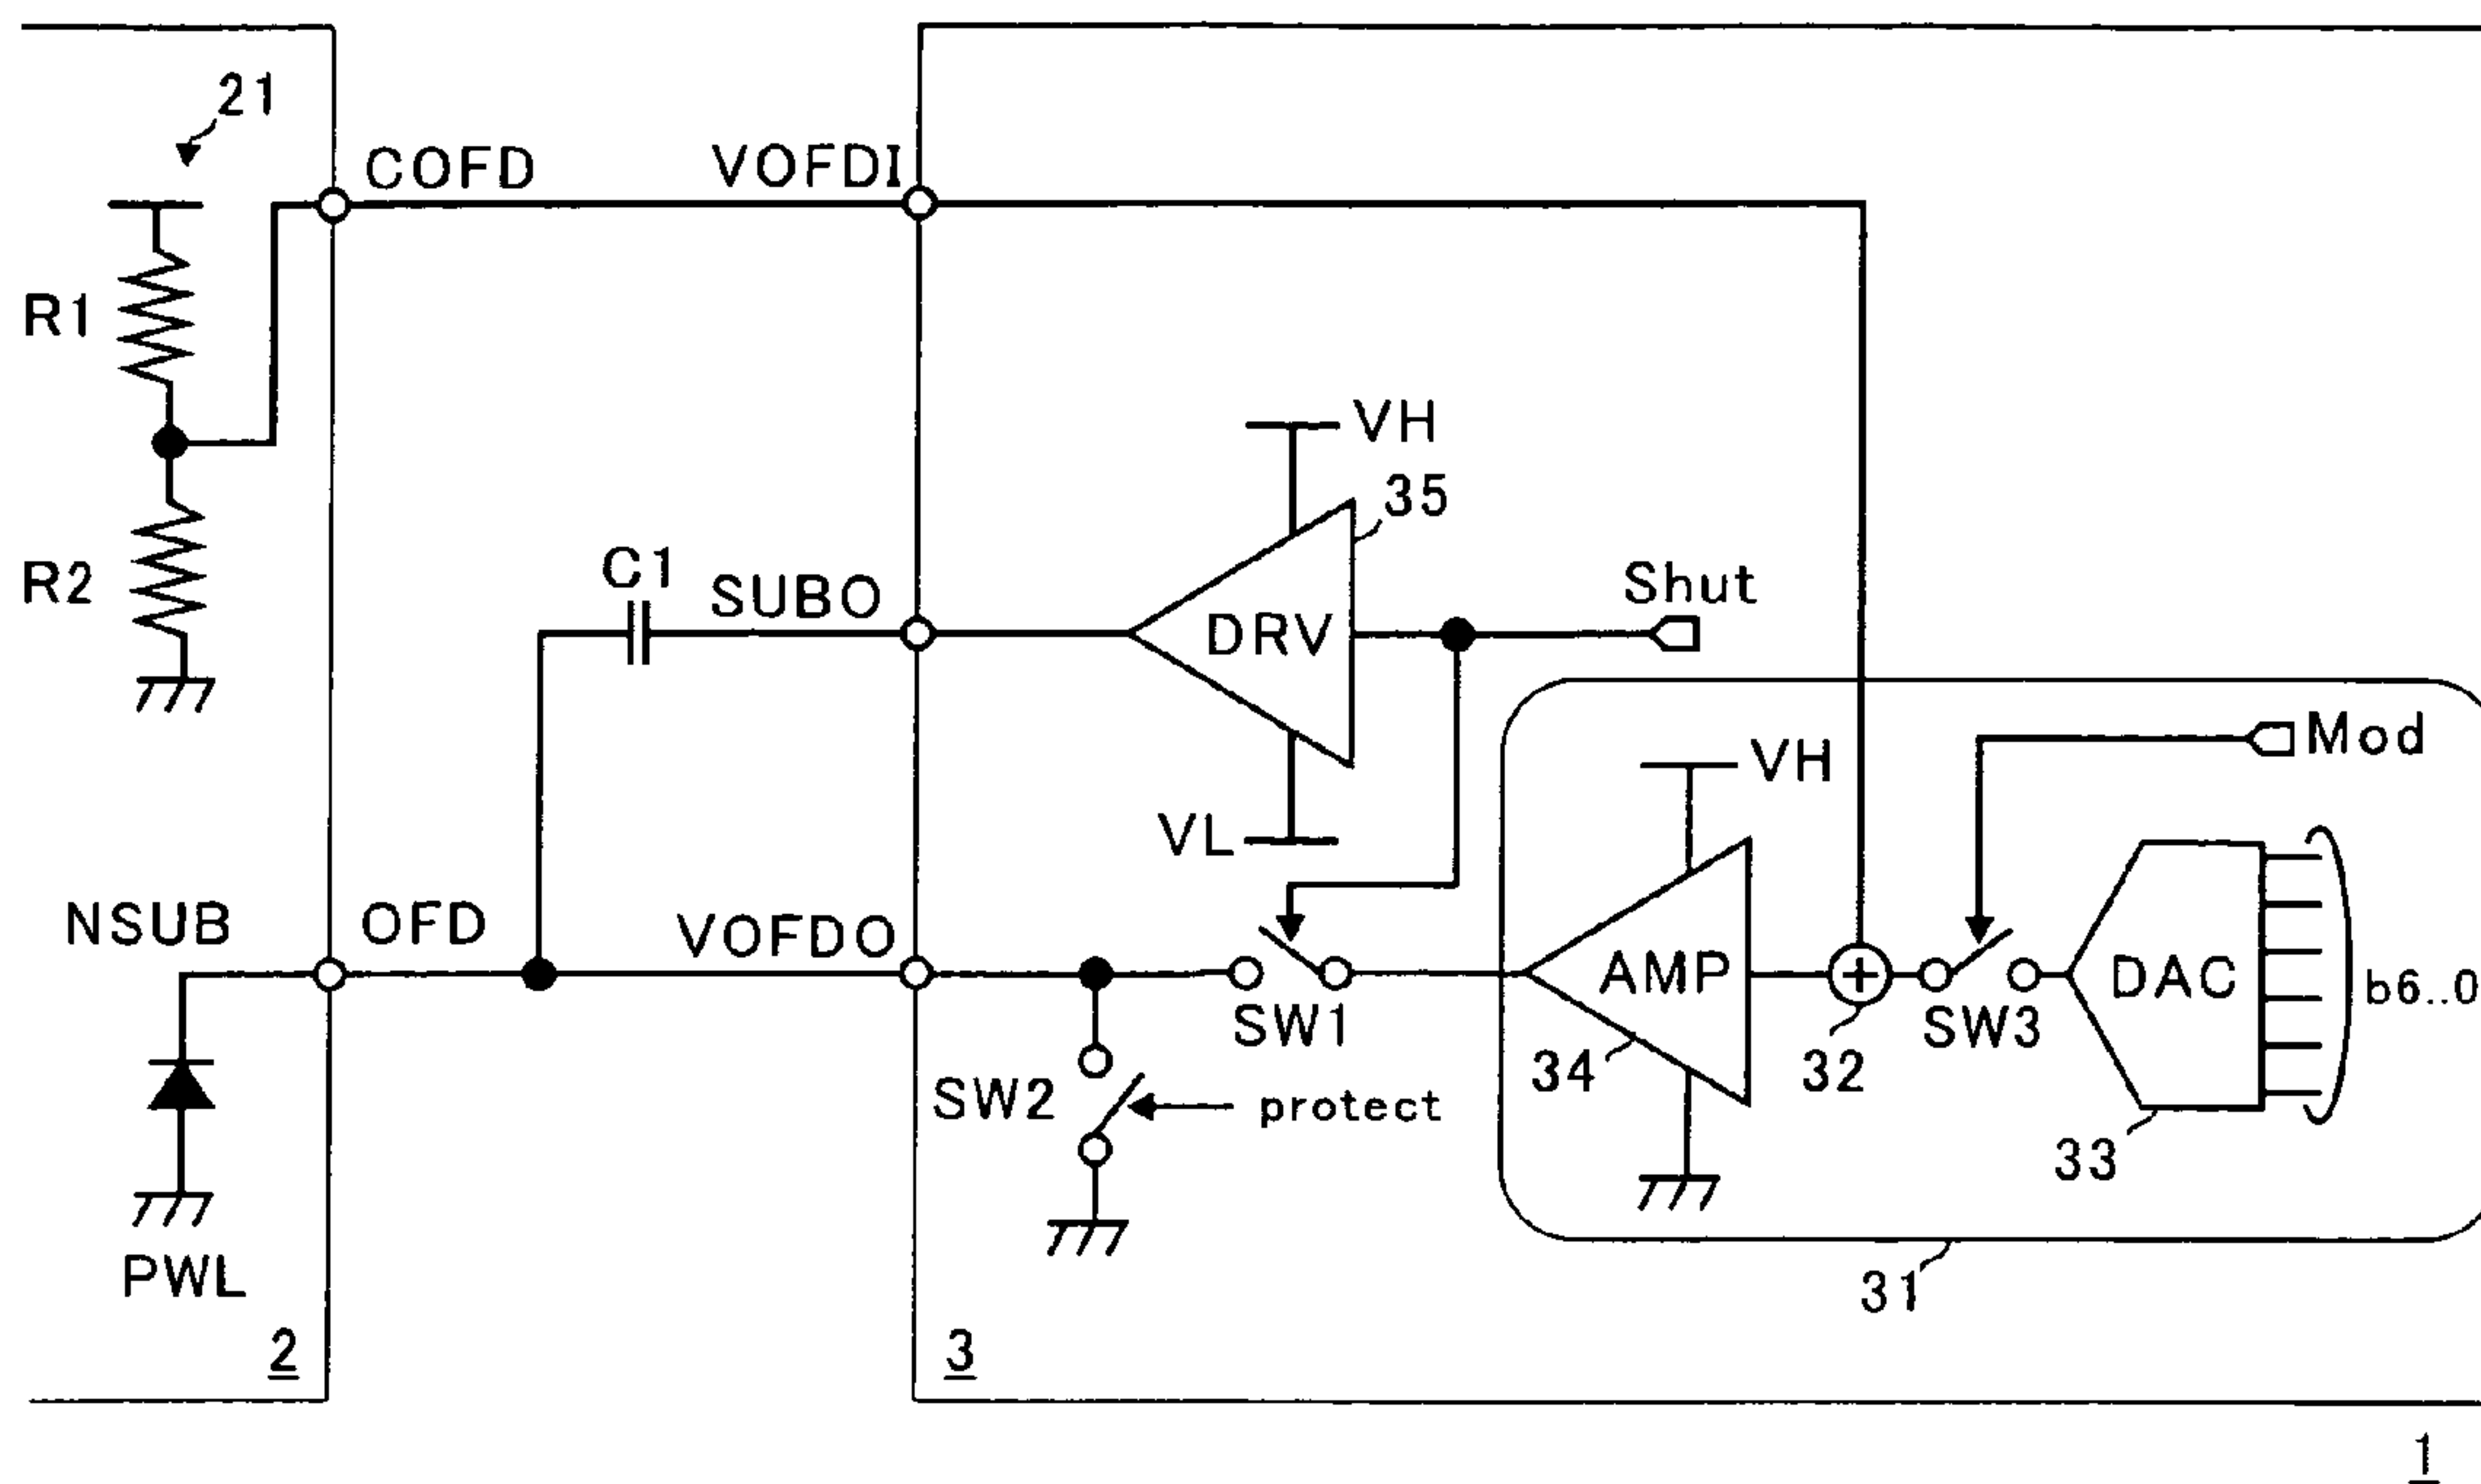 21
COFD
VOFDI
R1
VH
35
C1
SUBO
DRV
Shut
R2
VL
VH
Mod
NSUB
OFD
VOFDO
SW1
AMP
34
32
SW3
DAC
b6..0
33
SW2
protect
PWL
31
2
3
1